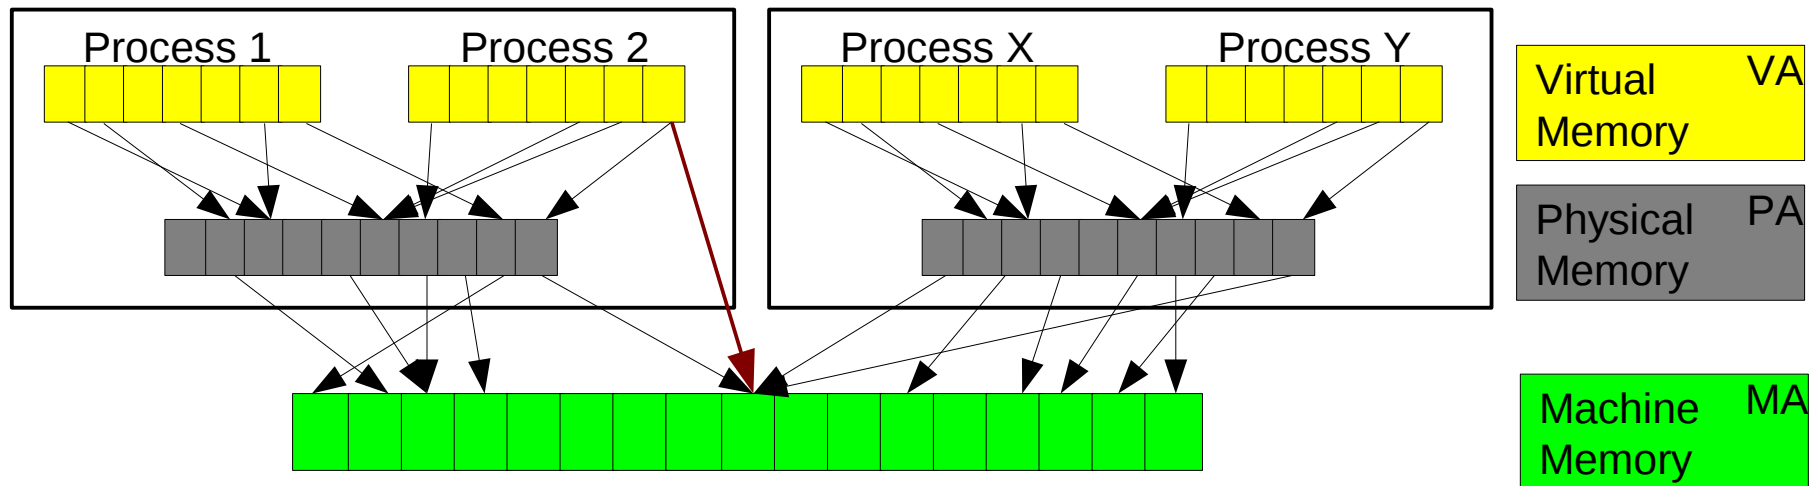 Process 1
Process 2
Process X
Process Y
Virtual VA
Memory
Physical PA
Memory
Machine MA
Memory